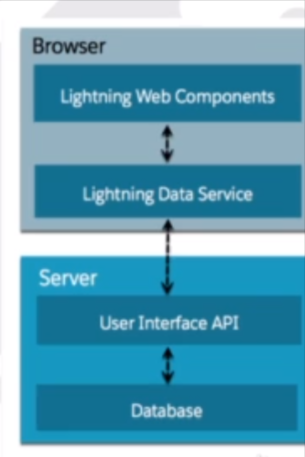 Browser
Lightning Web Components
Lightning Data Service
Server
User Interface API
Database